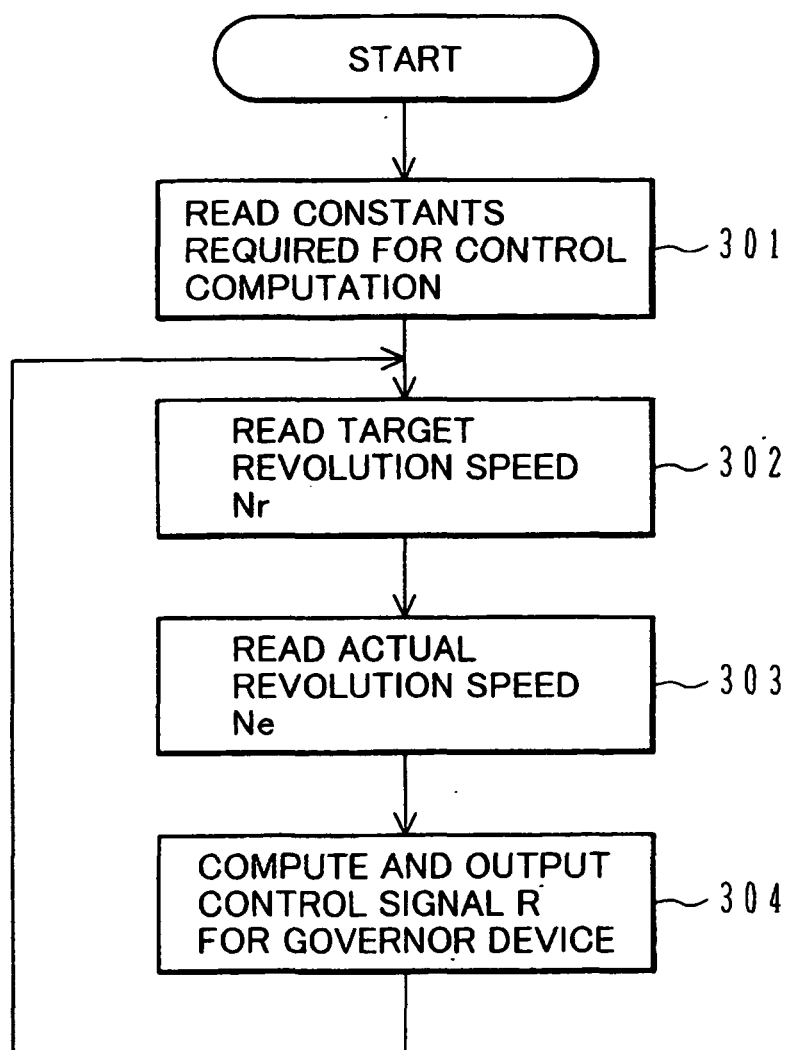 START
READ CONSTANTS
REQUIRED FOR CONTROL
COMPUTATION
301
READ TARGET
REVOLUTION SPEED
Nr
302
READ ACTUAL
REVOLUTION SPEED
Ne
303
COMPUTE AND OUTPUT
CONTROL SIGNAL R
FOR GOVERNOR DEVICE
304